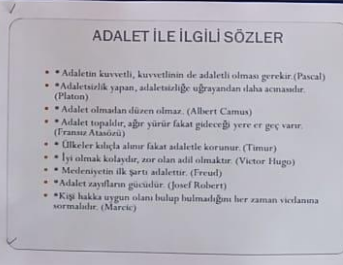 ADALET İLE İLGİLİ SÖZLER
• * Adaletin kuvvetli, kuvvetlinin de adaletli olması gerekir.(Pascal)
• *Adaletsizlik yapan, adaletsizliğe uğrayandan daha acınasıdır.
(Platon)
• * Adalet olmadan düzen olmaz. (Albert Camus)
• * Adalet topaldır, ağır yürür fakat gideceği yere er geç varır.
(Fransız Atasözü)
• * Ülkeler kılıçla alınır fakat adaletle korunur. (Timur)
• * İyi olmak kolaydır, zor olan adil olmaktır. (Victor Hugo)
• * Medeniyetin ilk şartı adalettir. (Freud)
• *Adalet zayıfların gücüdür. (Josef Robert)
• *Kişi hakka uygun olanı bulup bulmadığını her zaman vicdanına
sormalıdır. (Marcic)